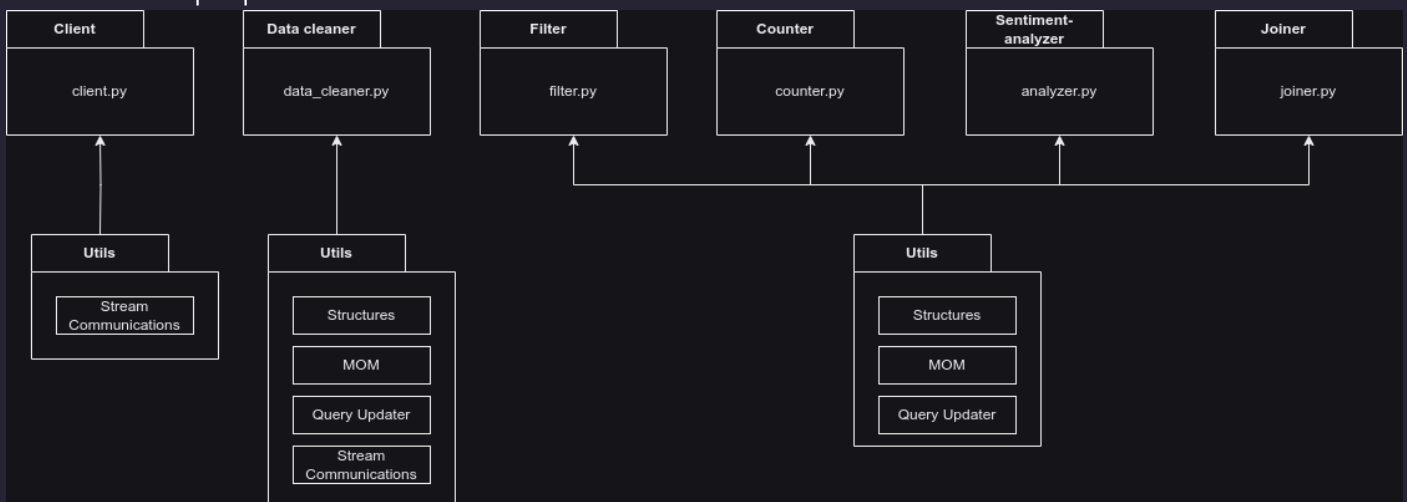 Client
Data cleaner
Filter
Counter
Sentiment-
analyzer
Joiner
client.py
data_cleaner.py
filter.py
counter.py
analyzer.py
joiner.py
Utils
Utils
Utils
Stream
Communications
Structures
MOM
Query Updater
Stream
Communications
Structures
MOM
Query Updater